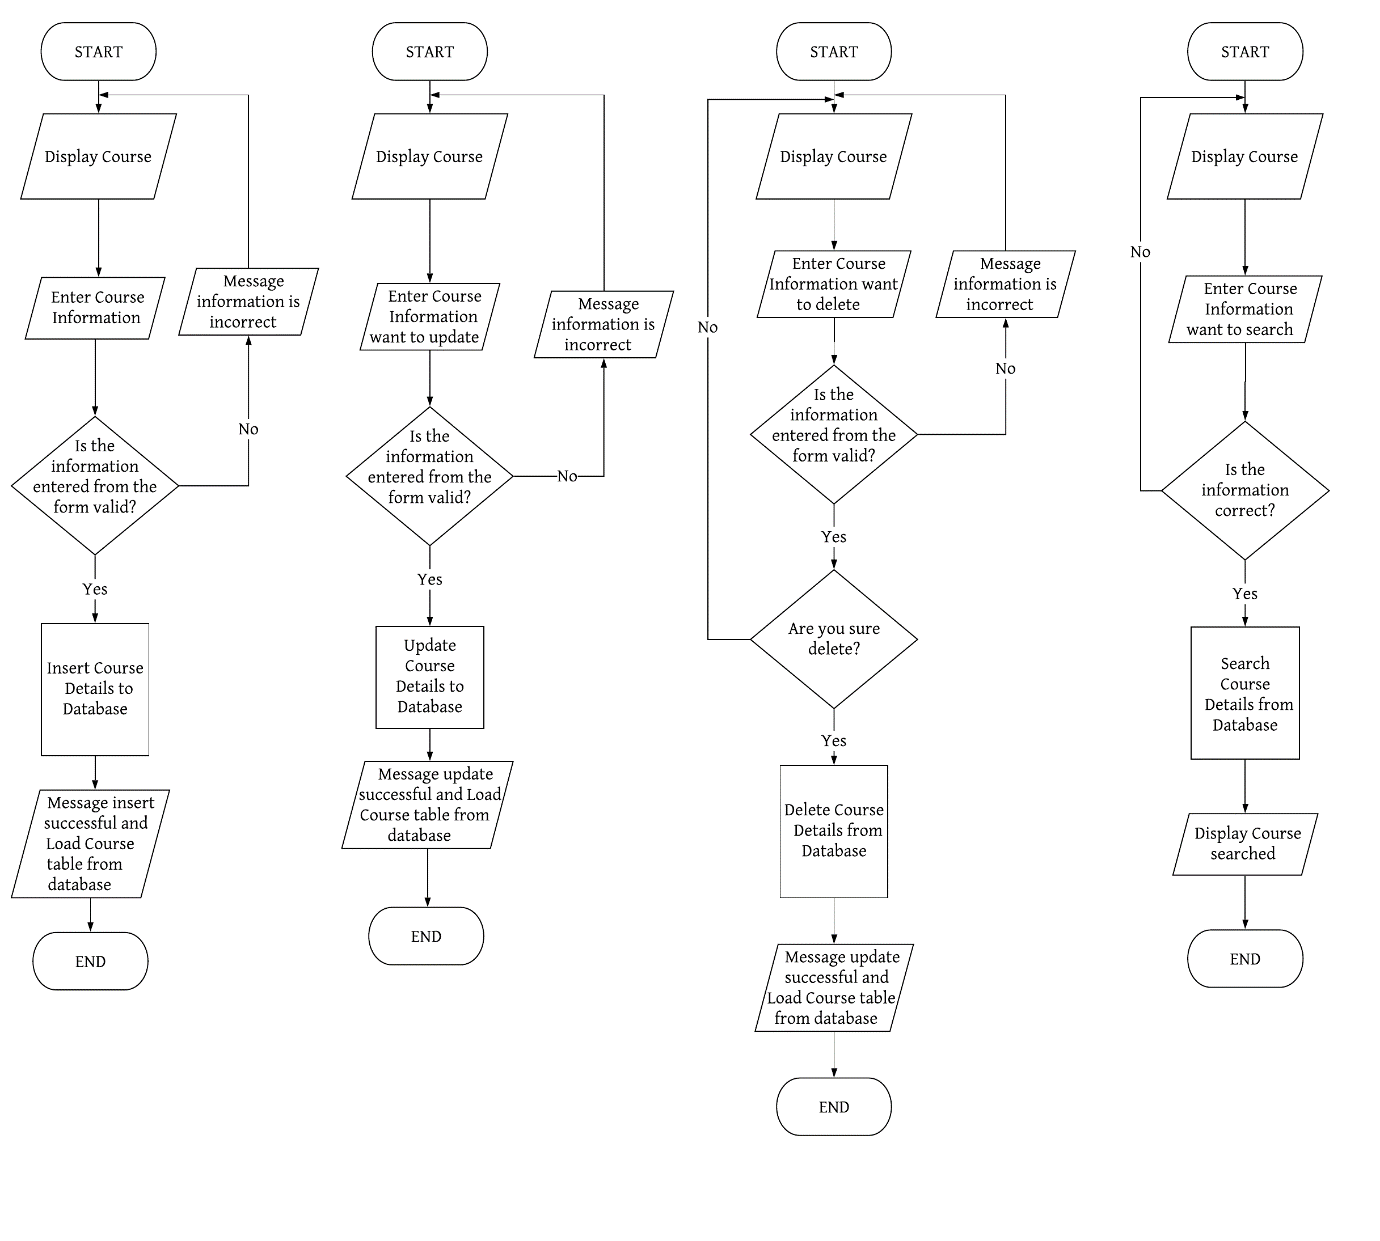 START
Display Course
Enter Course
Information
Message
information is
incorrect
Is the
information
entered from the
form valid?
No
Yes
Insert Course
Details to
Database
Message insert
successful and
Load Course
table from
database
END
START
Display Course
Enter Course
Information
want to update
Message
information is
incorrect
Is the
information
entered from the
form valid?
No
Yes
Update
Course
Details to
Database
Message update
successful and Load
Course table from
database
END
START
Display Course
Enter Course
Information want
to delete
Message
information is
incorrect
No
No
Is the
information
entered from the
form valid?
Yes
Are you sure
delete?
Yes
Delete Course
Details from
Database
Message update
successful and
Load Course table
from database
END
START
Display Course
No
Enter Course
Information
want to search
Is the
information
correct?
Yes
Search
Course
Details from
Database
Display Course
searched
END